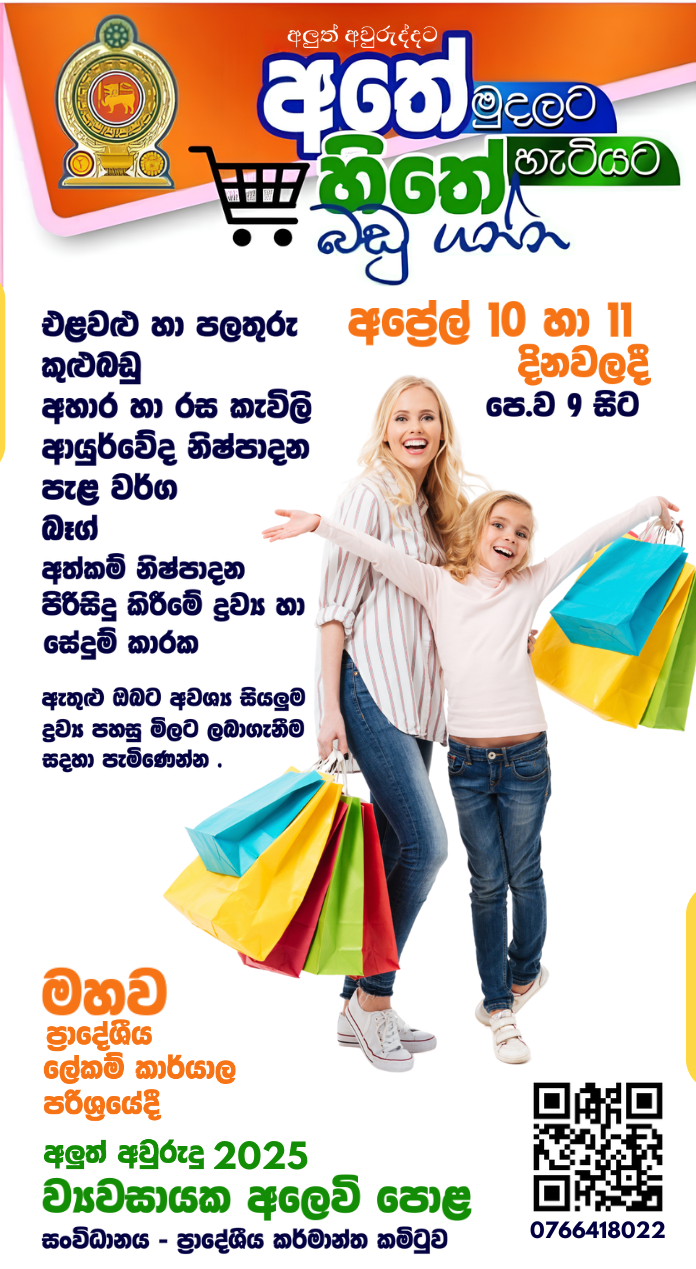 අලුත් අවුරුද්දට
අතේ මුදලට
හිතේ හැටියට
බඩු ගන්න
එළවළු හා පලතුරු
කුළුබඩු
අහාර හා රස කැවිලි
ආයුර්වේද නිෂ්පාදන
පැළ වර්ග
බෑග්
අත්කම් නිෂ්පාදන
පිරිසිදු කිරීමේ ද්‍රව්‍ය හා
සේදුම් කාරක
ඇතුළු ඔබට අවශ්‍ය සියලුම
ද්‍රව්‍ය පහසු මිලට ලබාගැනීම
සදහා පැමිණෙන්න .
අප්‍රේල් 10 හා 11
දිනවලදී
පෙ.ව 9 සිට
මහව
ප්‍රාදේශීය
ලේකම් කාර්යාල
පරිශ්‍රයේදී
අලුත් අවුරුදු 2025
ව්‍යවසායක අලෙවි පොළ
සංවිධානය - ප්‍රාදේශීය කර්මාන්ත කමිටුව
0766418022